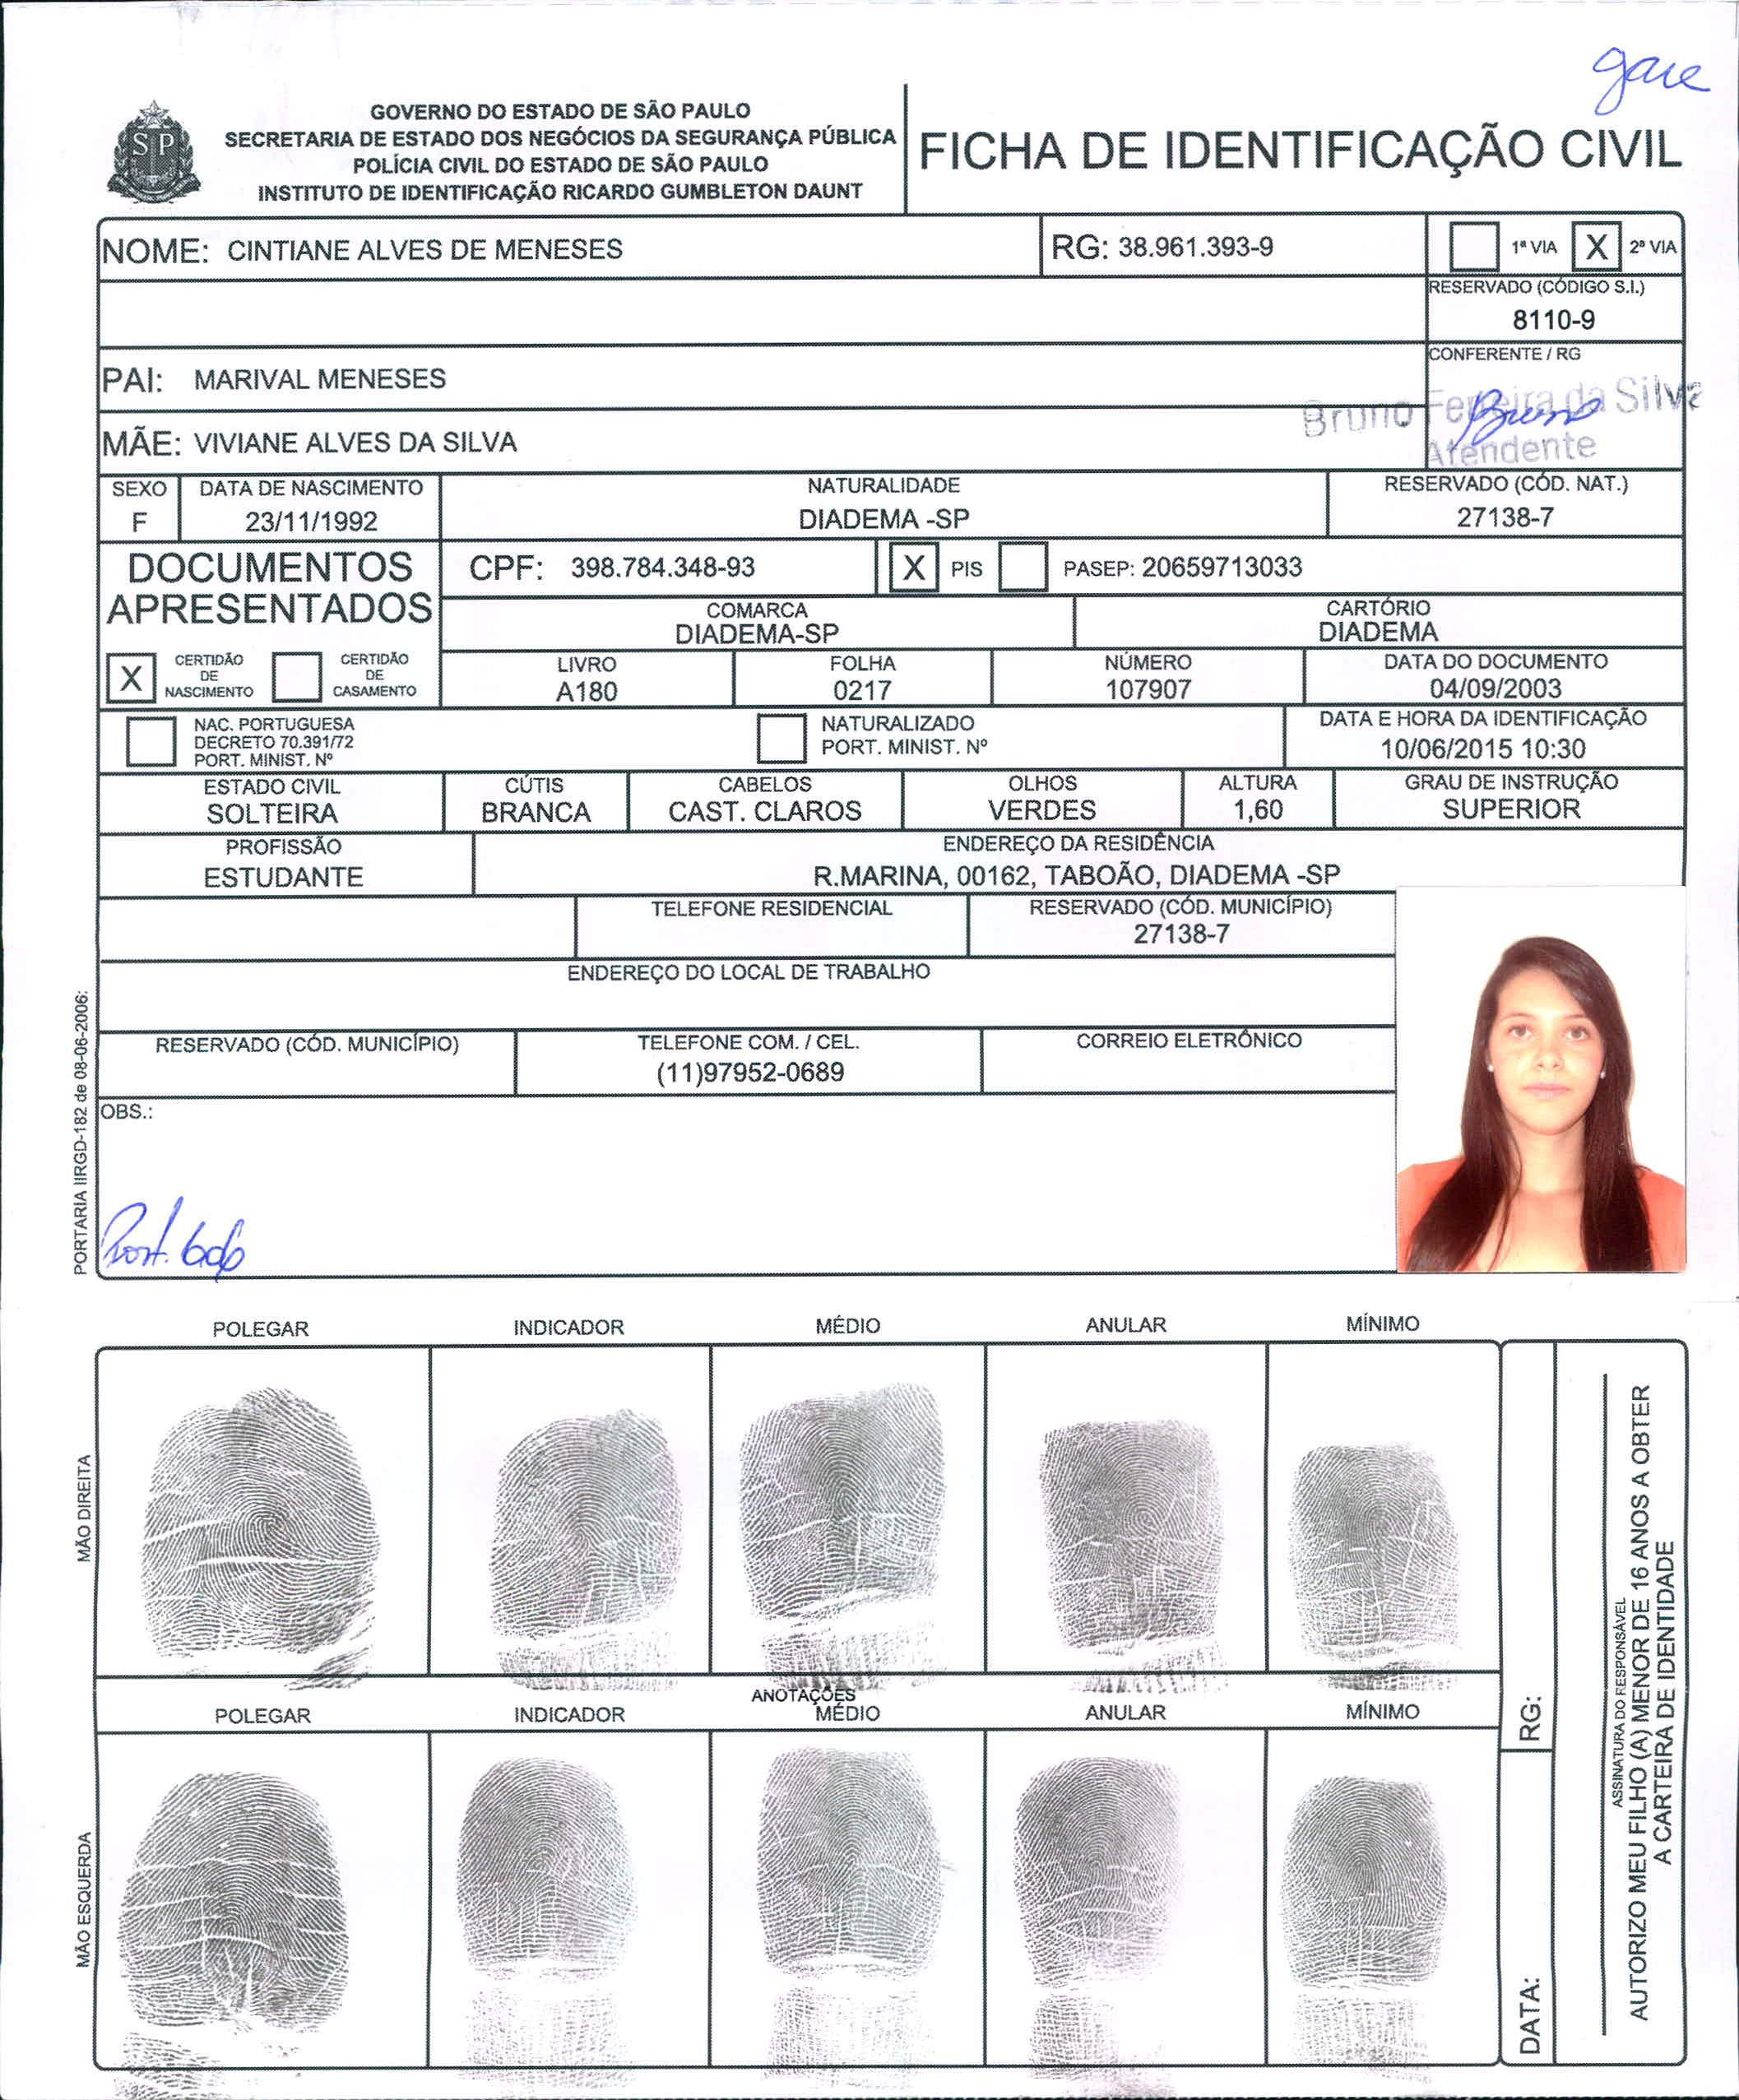 gare
SP
GOVERNO DO ESTADO DE SÃO PAULO
SECRETARIA DE ESTADO DOS NEGÓCIOS DA SEGURANÇA PÚBLICA
POLÍCIA CIVIL DO ESTADO DE SÃO PAULO
INSTITUTO DE IDENTIFICAÇÃO RICARDO GUMBLETON DAUNT
FICHA DE IDENTIFICAÇÃO CIVIL
NOME: CINTIANE ALVES DE MENESES
RG: 38.961.393-9
1ª VIA X 2ª VIA
RESERVADO (CÓDIGO S.I.)
8110-9
PAI: MARIVAL MENESES
CONFERENTE / RG
Bruno Ferreira da Silva
Bruno
Atendente
MÃE: VIVIANE ALVES DA SILVA
SEXO DATA DE NASCIMENTO NATURALIDADE RESERVADO (CÓD. NAT.)
F 23/11/1992 DIADEMA -SP 27138-7
DOCUMENTOS
APRESENTADOS
CPF: 398.784.348-93 X PIS PASEP: 20659713033
COMARCA CARTÓRIO
DIADEMA-SP DIADEMA
X CERTIDÃO DE NASCIMENTO CERTIDÃO DE CASAMENTO
LIVRO FOLHA NÚMERO DATA DO DOCUMENTO
A180 0217 107907 04/09/2003
NAC. PORTUGUESA
DECRETO 70.391/72
PORT. MINIST. Nº
NATURALIZADO
PORT. MINIST. Nº
DATA E HORA DA IDENTIFICAÇÃO
10/06/2015 10:30
ESTADO CIVIL CÚTIS CABELOS OLHOS ALTURA GRAU DE INSTRUÇÃO
SOLTEIRA BRANCA CAST. CLAROS VERDES 1,60 SUPERIOR
PROFISSÃO ENDEREÇO DA RESIDÊNCIA
ESTUDANTE R.MARINA, 00162, TABOÃO, DIADEMA -SP
TELEFONE RESIDENCIAL RESERVADO (CÓD. MUNICÍPIO)
27138-7
ENDEREÇO DO LOCAL DE TRABALHO
RESERVADO (CÓD. MUNICÍPIO) TELEFONE COM. / CEL. CORREIO ELETRÔNICO
(11)97952-0689
OBS.:
PORTARIA IIRGD-182 de 08-06-2006:
POLEGAR INDICADOR MÉDIO ANULAR MÍNIMO
MÃO DIREITA
ANOTAÇÕES
POLEGAR INDICADOR MÉDIO ANULAR MÍNIMO
MÃO ESQUERDA
RG:
DATA:
ASSINATURA DO RESPONSÁVEL
AUTORIZO MEU FILHO (A) MENOR DE 16 ANOS A OBTER
A CARTEIRA DE IDENTIDADE